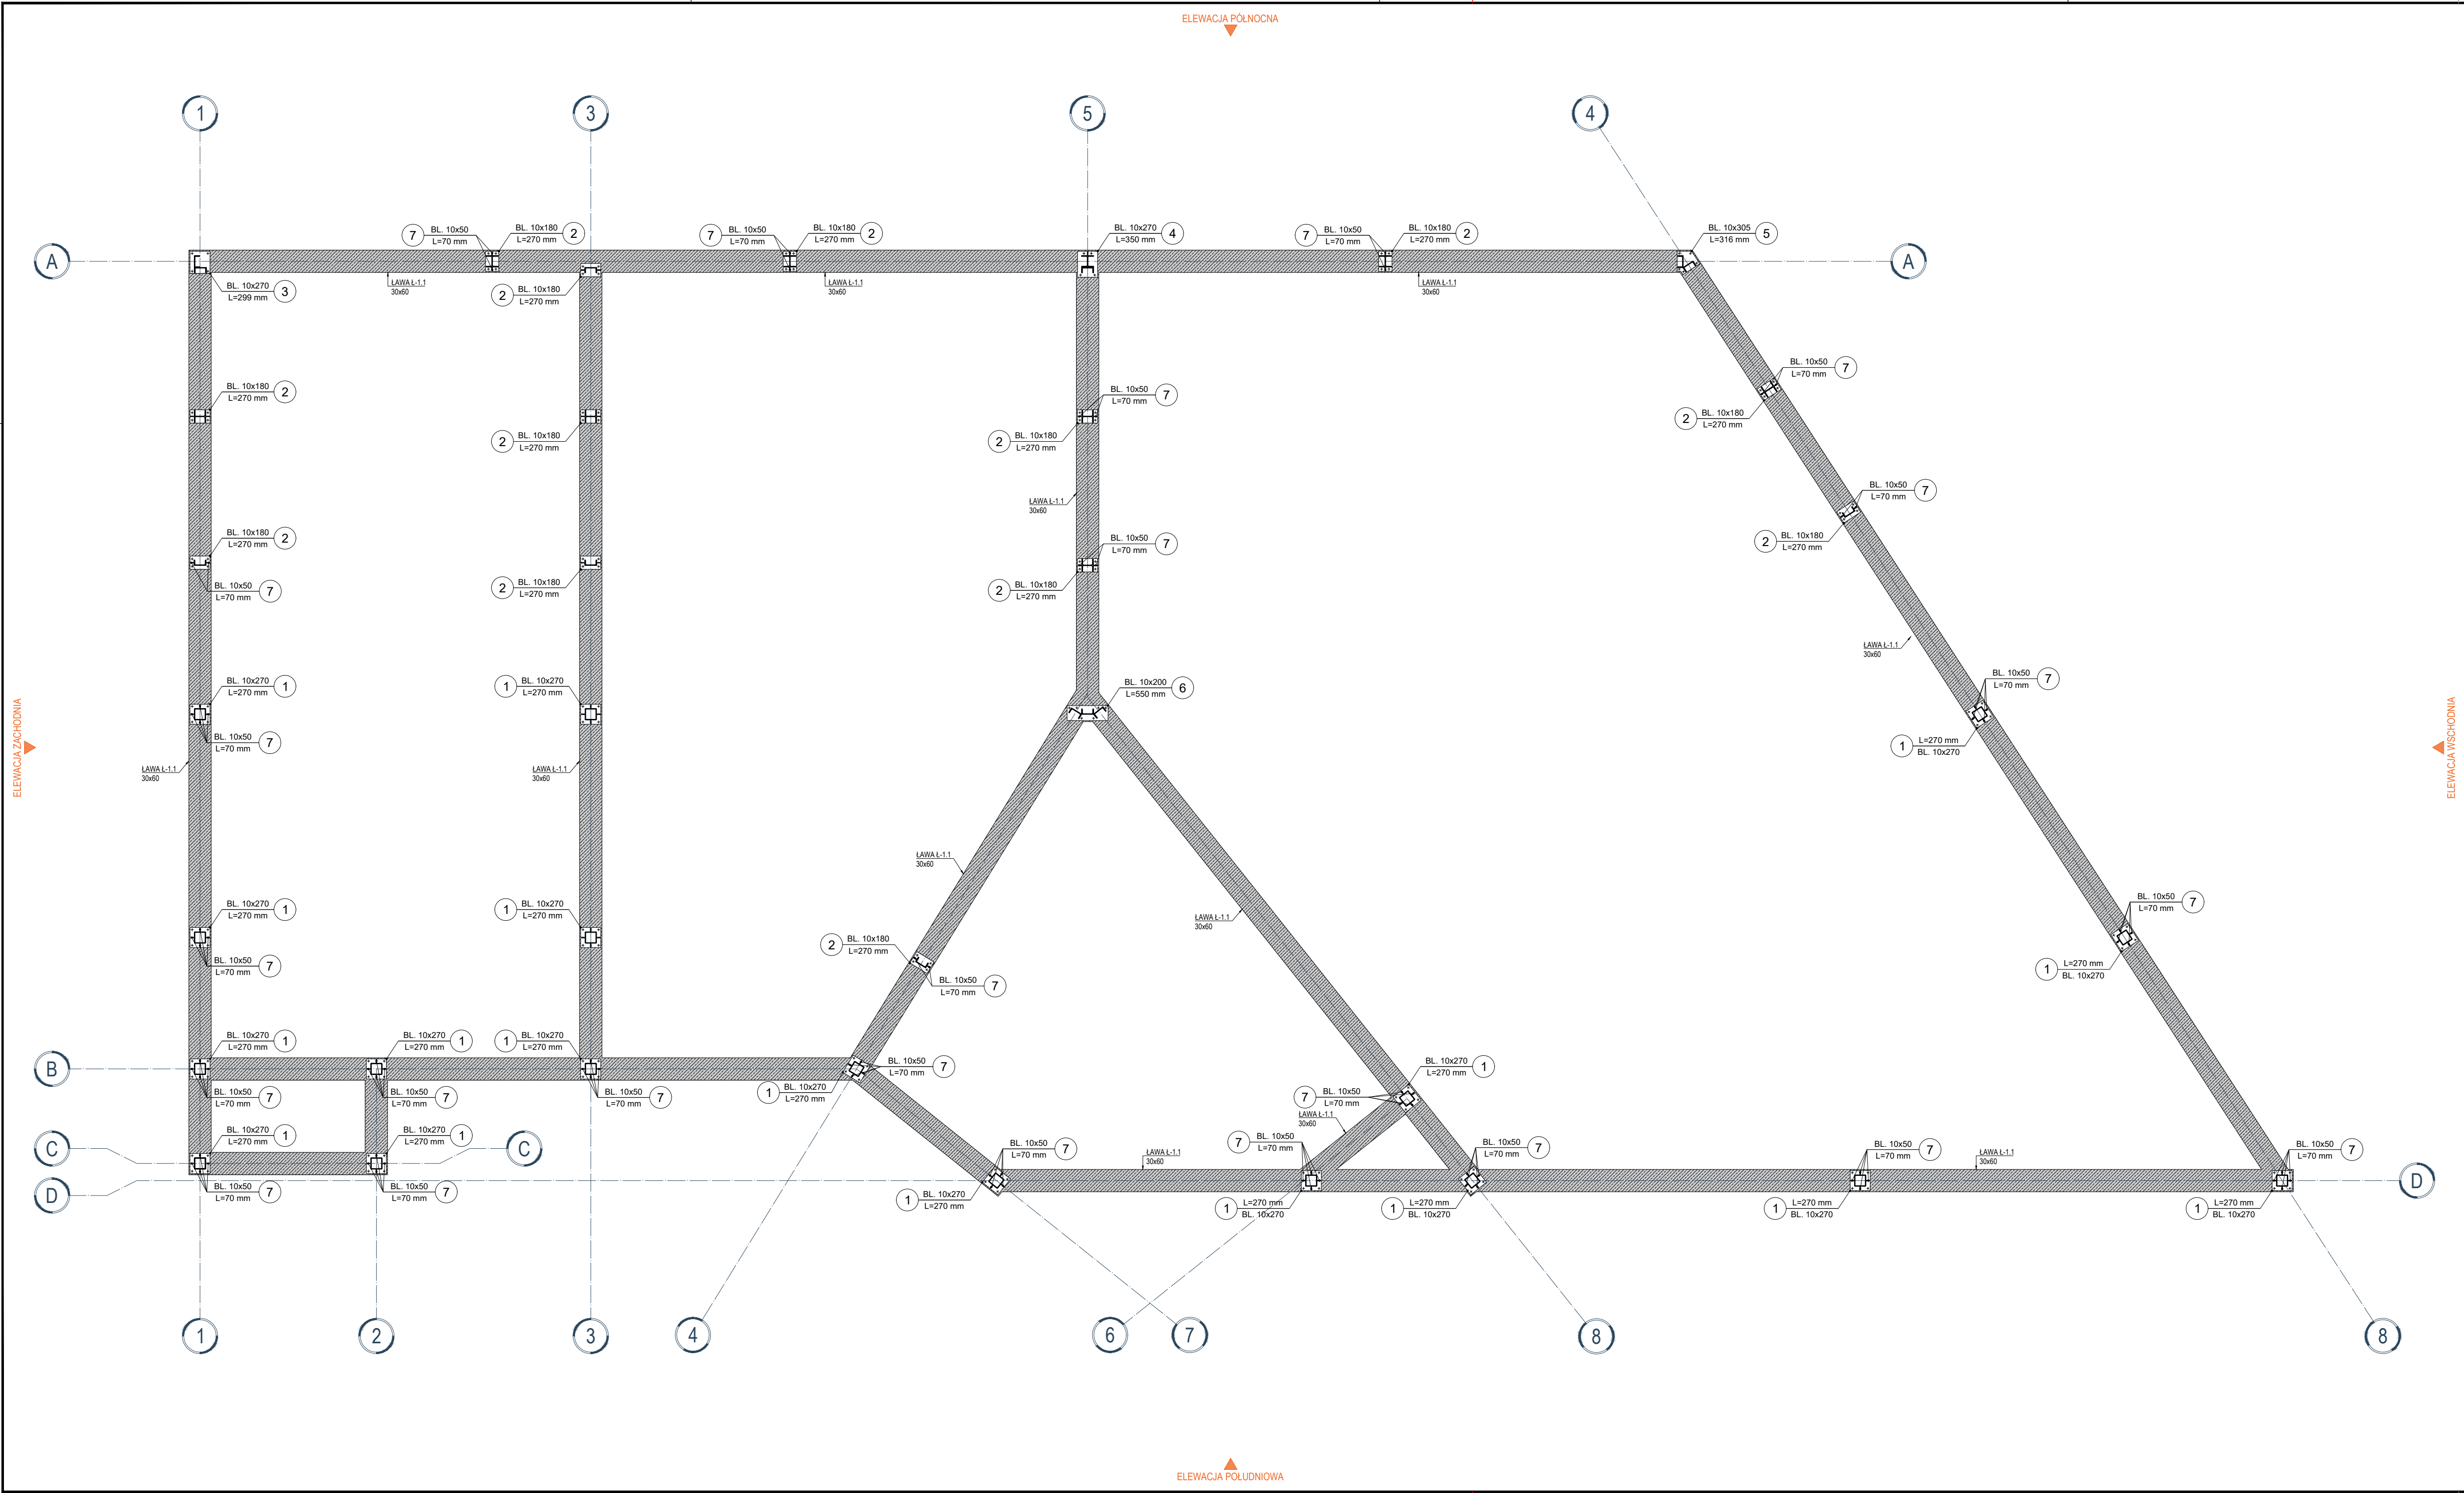 ELEWACJA PÓŁNOCNA
1
3
5
4
A
7
BL. 10x50
L=70 mm
BL. 10x180
L=270 mm
2
7
BL. 10x50
L=70 mm
BL. 10x180
L=270 mm
2
BL. 10x270
L=350 mm
4
7
BL. 10x50
L=70 mm
BL. 10x180
L=270 mm
2
BL. 10x305
L=316 mm
5
A
BL. 10x270
L=299 mm
3
ŁAWA Ł-1.1
30x60
2
BL. 10x180
L=270 mm
ŁAWA Ł-1.1
30x60
ŁAWA Ł-1.1
30x60
BL. 10x180
L=270 mm
2
2
BL. 10x180
L=270 mm
BL. 10x50
L=70 mm
7
2
BL. 10x180
L=270 mm
BL. 10x50
L=70 mm
7
2
BL. 10x180
L=270 mm
ŁAWA Ł-1.1
30x60
BL. 10x50
L=70 mm
7
2
BL. 10x180
L=270 mm
BL. 10x180
L=270 mm
2
BL. 10x50
L=70 mm
7
2
BL. 10x180
L=270 mm
BL. 10x50
L=70 mm
7
2
BL. 10x180
L=270 mm
ŁAWA Ł-1.1
30x60
BL. 10x270
L=270 mm
1
BL. 10x50
L=70 mm
7
1
BL. 10x270
L=270 mm
BL. 10x200
L=550 mm
6
BL. 10x50
L=70 mm
7
1
L=270 mm
BL. 10x270
ELEWACJA ZACHODNIA
ELEWACJA WSCHODNIA
ŁAWA Ł-1.1
30x60
ŁAWA Ł-1.1
30x60
ŁAWA Ł-1.1
30x60
ŁAWA Ł-1.1
30x60
BL. 10x270
L=270 mm
1
BL. 10x50
L=70 mm
7
1
BL. 10x270
L=270 mm
2
BL. 10x180
L=270 mm
BL. 10x50
L=70 mm
7
BL. 10x50
L=70 mm
7
1
L=270 mm
BL. 10x270
B
BL. 10x270
L=270 mm
1
BL. 10x50
L=70 mm
7
BL. 10x270
L=270 mm
1
BL. 10x50
L=70 mm
7
1
BL. 10x270
L=270 mm
BL. 10x50
L=70 mm
7
1
BL. 10x270
L=270 mm
BL. 10x50
L=70 mm
7
BL. 10x270
L=270 mm
1
7
BL. 10x50
L=70 mm
ŁAWA Ł-1.1
30x60
C
BL. 10x270
L=270 mm
1
BL. 10x50
L=70 mm
7
BL. 10x270
L=270 mm
1
BL. 10x50
L=70 mm
7
C
D
BL. 10x50
L=70 mm
7
1
BL. 10x270
L=270 mm
ŁAWA Ł-1.1
30x60
7
BL. 10x50
L=70 mm
1
L=270 mm
BL. 10x270
BL. 10x50
L=70 mm
7
1
L=270 mm
BL. 10x270
BL. 10x50
L=70 mm
7
1
L=270 mm
BL. 10x270
ŁAWA Ł-1.1
30x60
BL. 10x50
L=70 mm
7
1
L=270 mm
BL. 10x270
D
1
2
3
4
6
7
8
8
ELEWACJA POŁUDNIOWA